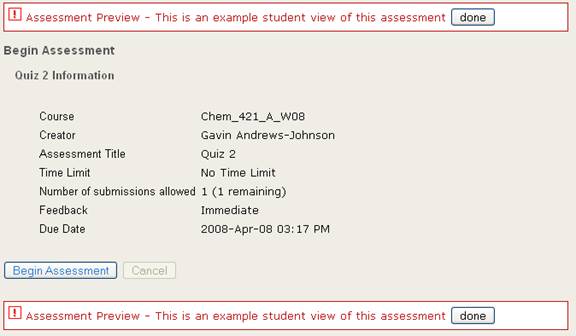 Assessment Preview - This is an example student view of this assessment done
Begin Assessment
Quiz 2 Information
Course Chem_421_A_W08
Creator Gavin Andrews-Johnson
Assessment Title Quiz 2
Time Limit No Time Limit
Number of submissions allowed 1 (1 remaining)
Feedback Immediate
Due Date 2008-Apr-08 03:17 PM
Begin Assessment Cancel
Assessment Preview - This is an example student view of this assessment done